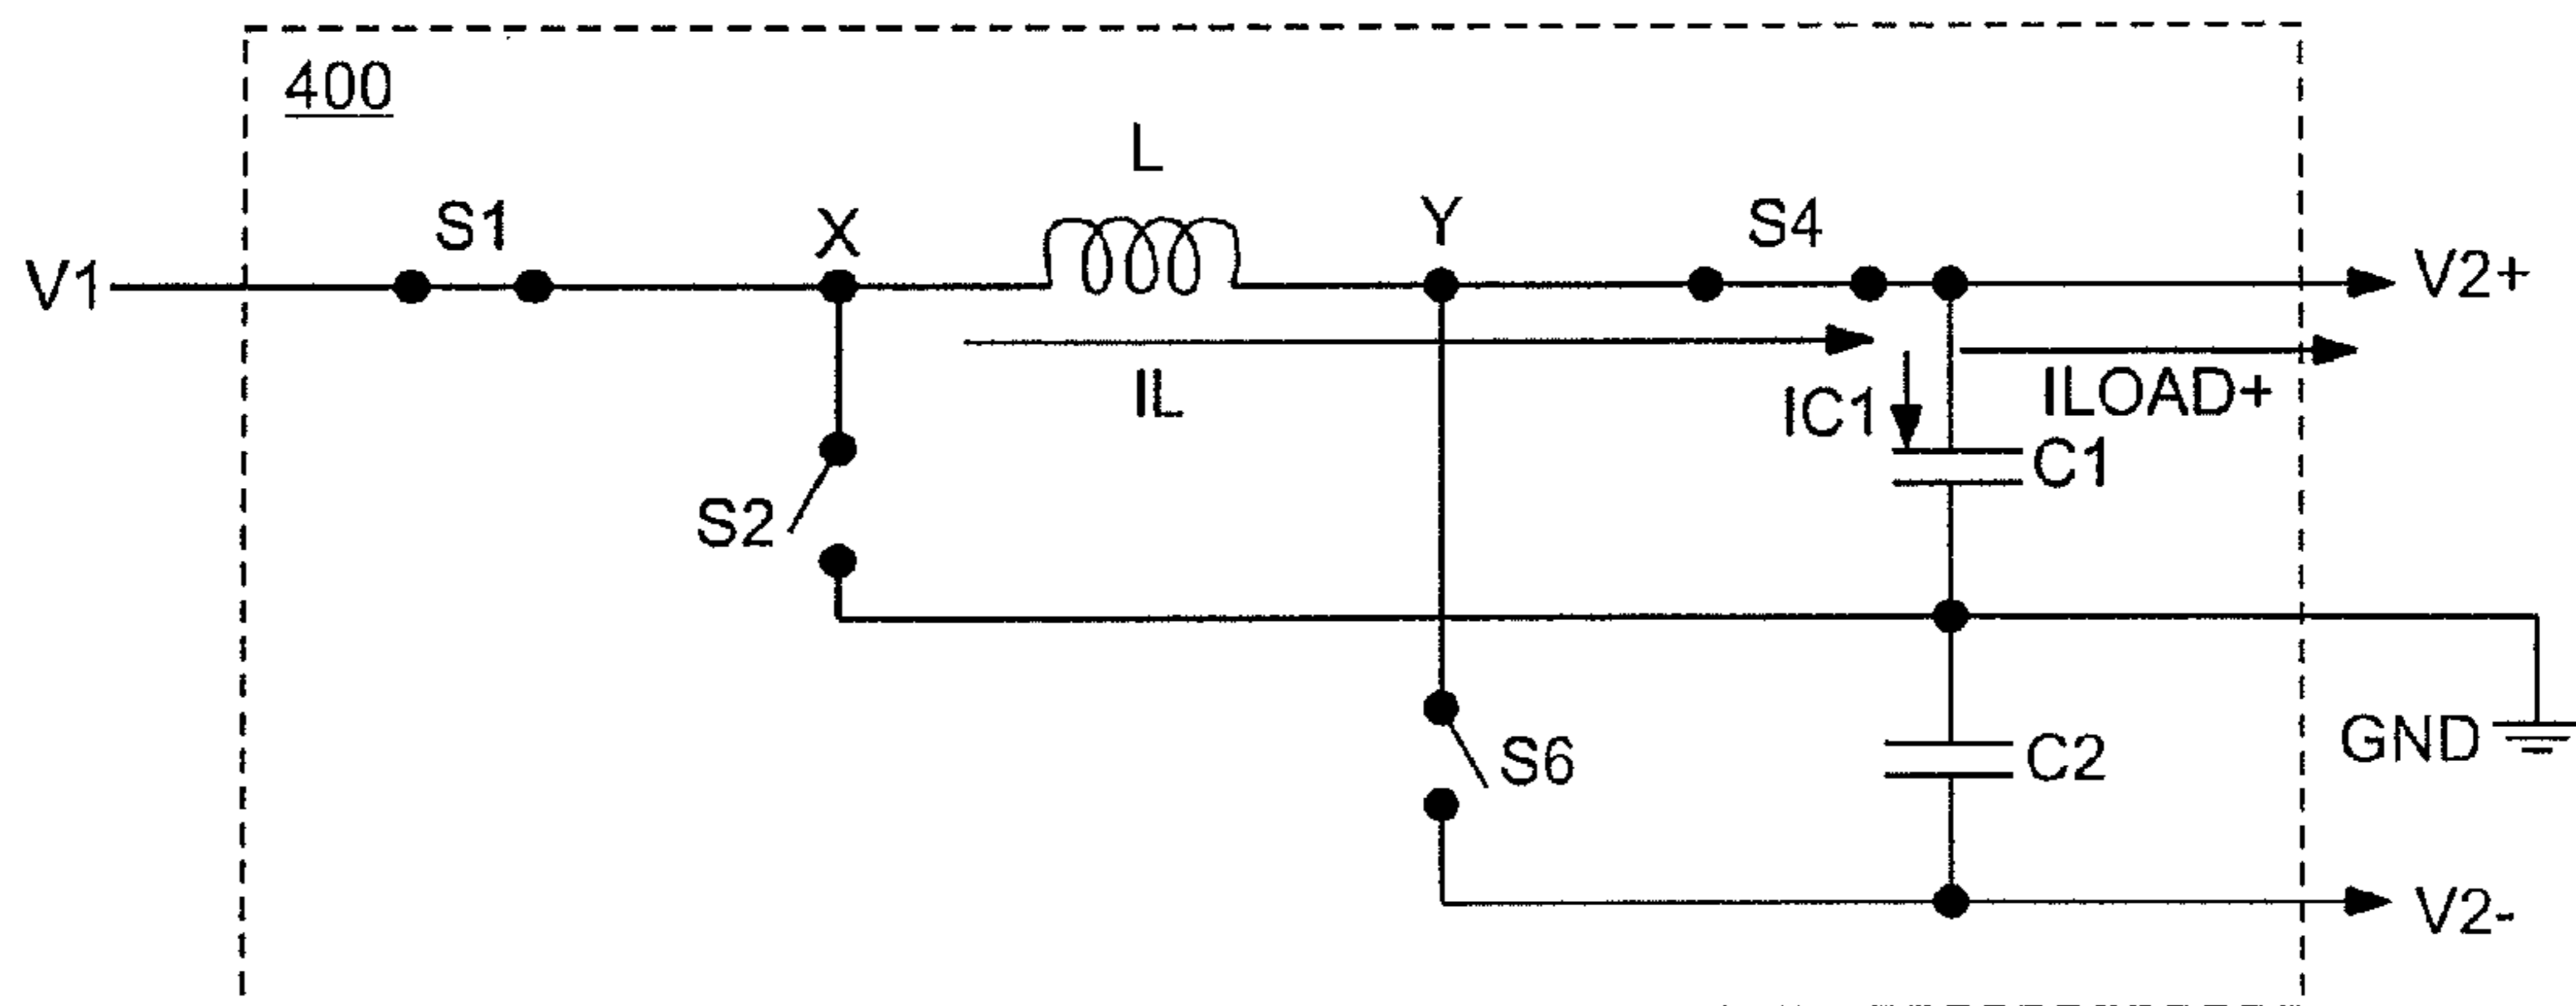 400
L
S1
X
Y
S4
V1
V2+
IL
IC1
ILOAD+
C1
S2
GND
S6
C2
V2-